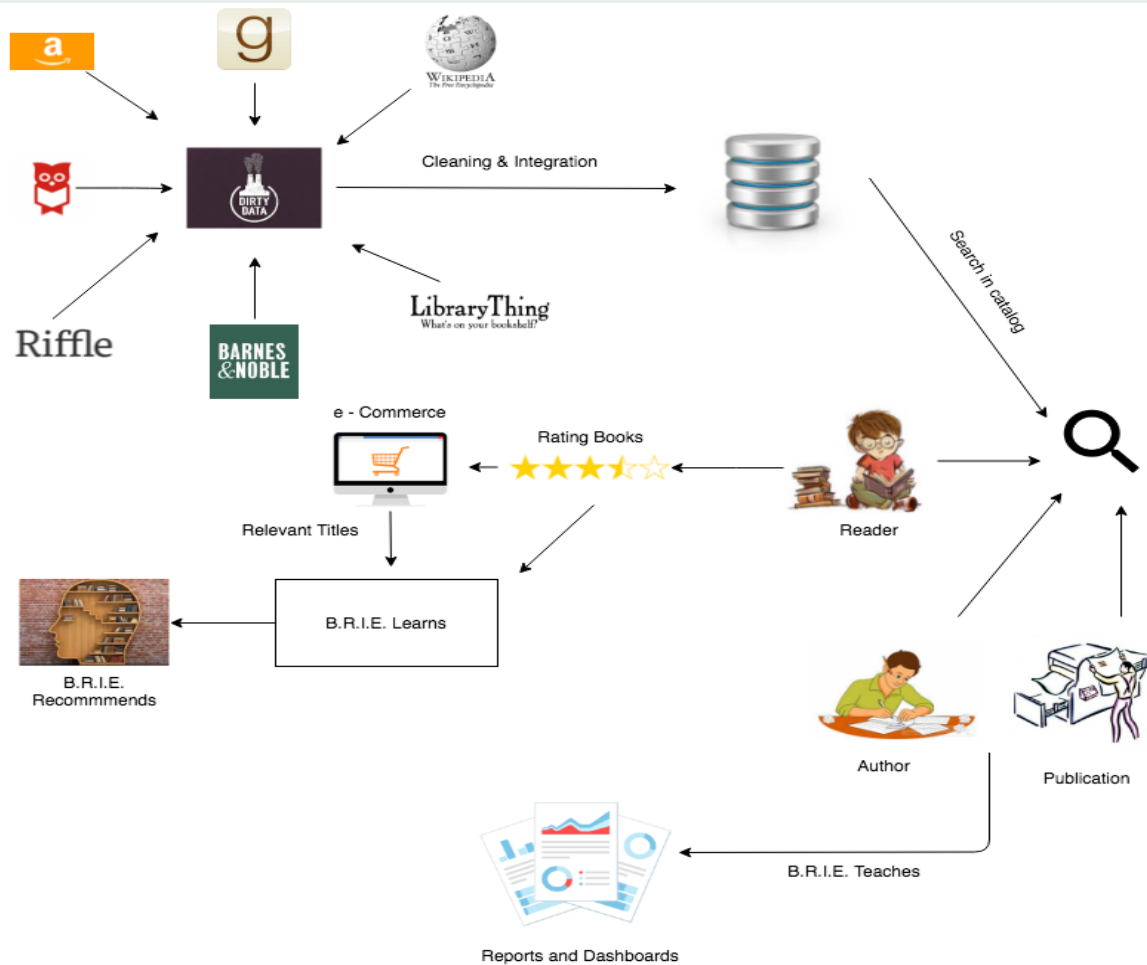 a
g
WIKIPEDIA
The Free Encyclopedia
DIRTY
DATA
Cleaning & Integration
Search in catalog
LibraryThing
What's on your bookshelf?
Riffle
BARNES
&NOBLE
e - Commerce
Rating Books
Relevant Titles
Reader
B.R.I.E. Learns
B.R.I.E.
Recommmends
Author
Publication
B.R.I.E. Teaches
Reports and Dashboards